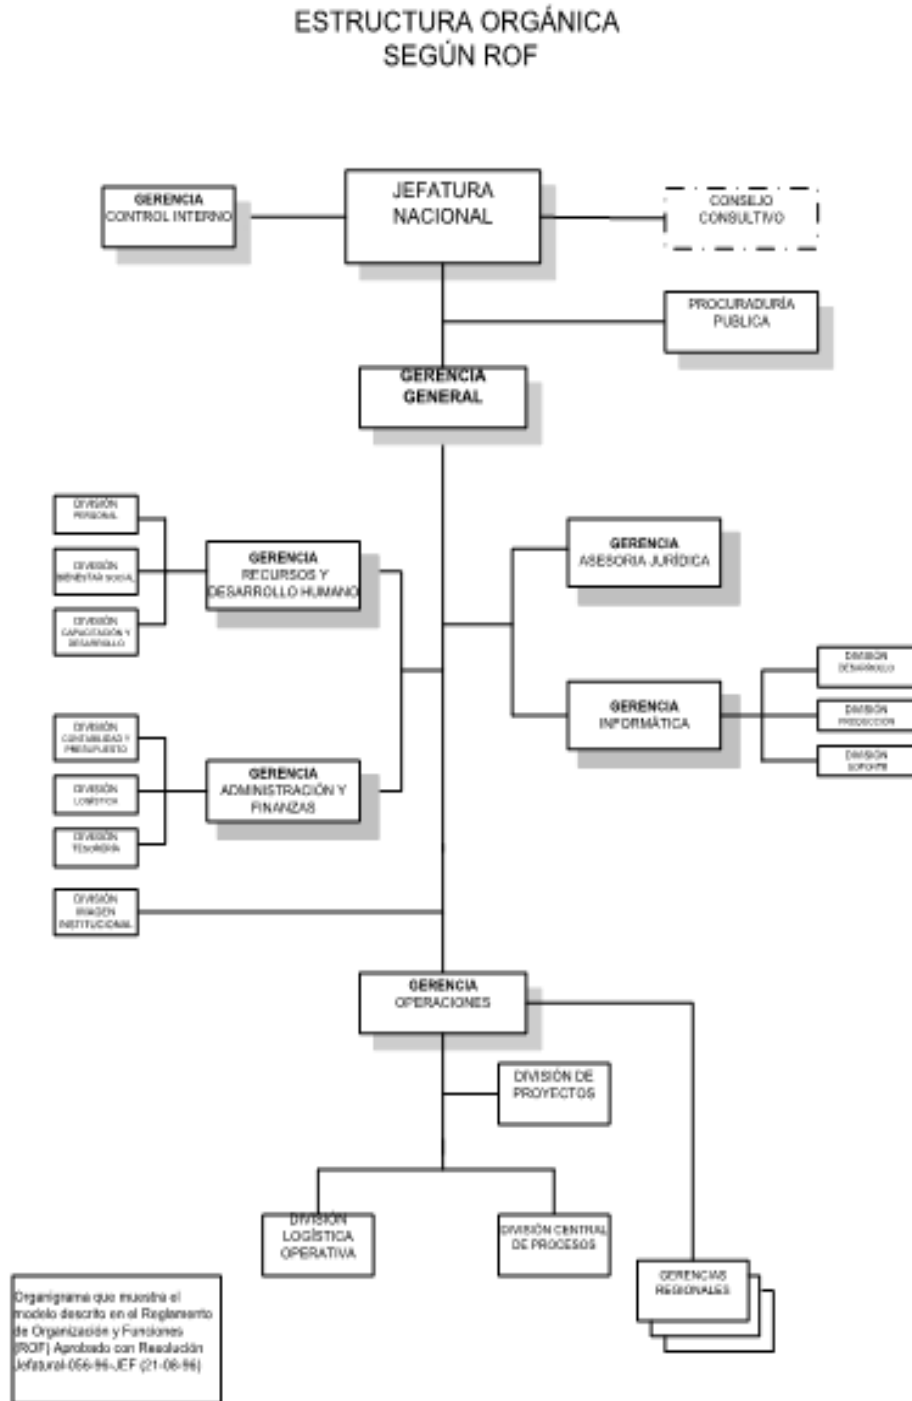 ESTRUCTURA ORGÁNICA
SEGÚN ROF
GERENCIA
CONTROL INTERNO
JEFATURA
NACIONAL
CONSEJO
CONSULTIVO
PROCURADURÍA
PUBLICA
GERENCIA
GENERAL
DIVISIÓN
PERSONAL
DIVISIÓN
BIENESTAR SOCIAL
DIVISIÓN
CAPACITACIÓN Y
DESARROLLO
GERENCIA
RECURSOS Y
DESARROLLO HUMANO
GERENCIA
ASESORIA JURÍDICA
GERENCIA
INFORMÁTICA
DIVISIÓN
DESARROLLO
DIVISIÓN
PRODUCCIÓN
DIVISIÓN
SOPORTE
DIVISIÓN
CONTABILIDAD Y
PRESUPUESTO
DIVISIÓN
LOGÍSTICA
DIVISIÓN
TESORERÍA
GERENCIA
ADMINISTRACIÓN Y
FINANZAS
DIVISIÓN
IMAGEN
INSTITUCIONAL
GERENCIA
OPERACIONES
DIVISIÓN DE
PROYECTOS
DIVISIÓN
LOGÍSTICA
OPERATIVA
DIVISIÓN CENTRAL
DE PROCESOS
GERENCIAS
REGIONALES
Organigrama que muestra el
modelo descrito en el Reglamento
de Organización y Funciones
(ROF) Aprobado con Resolución
Jefatural-056-96-JEF (21-08-96)